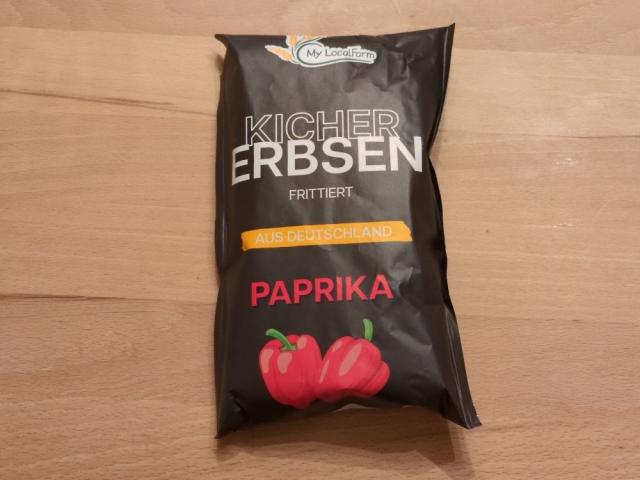 My LocalFarm
KICHER
ERBSEN
FRITTIERT
AUS DEUTSCHLAND
PAPRIKA